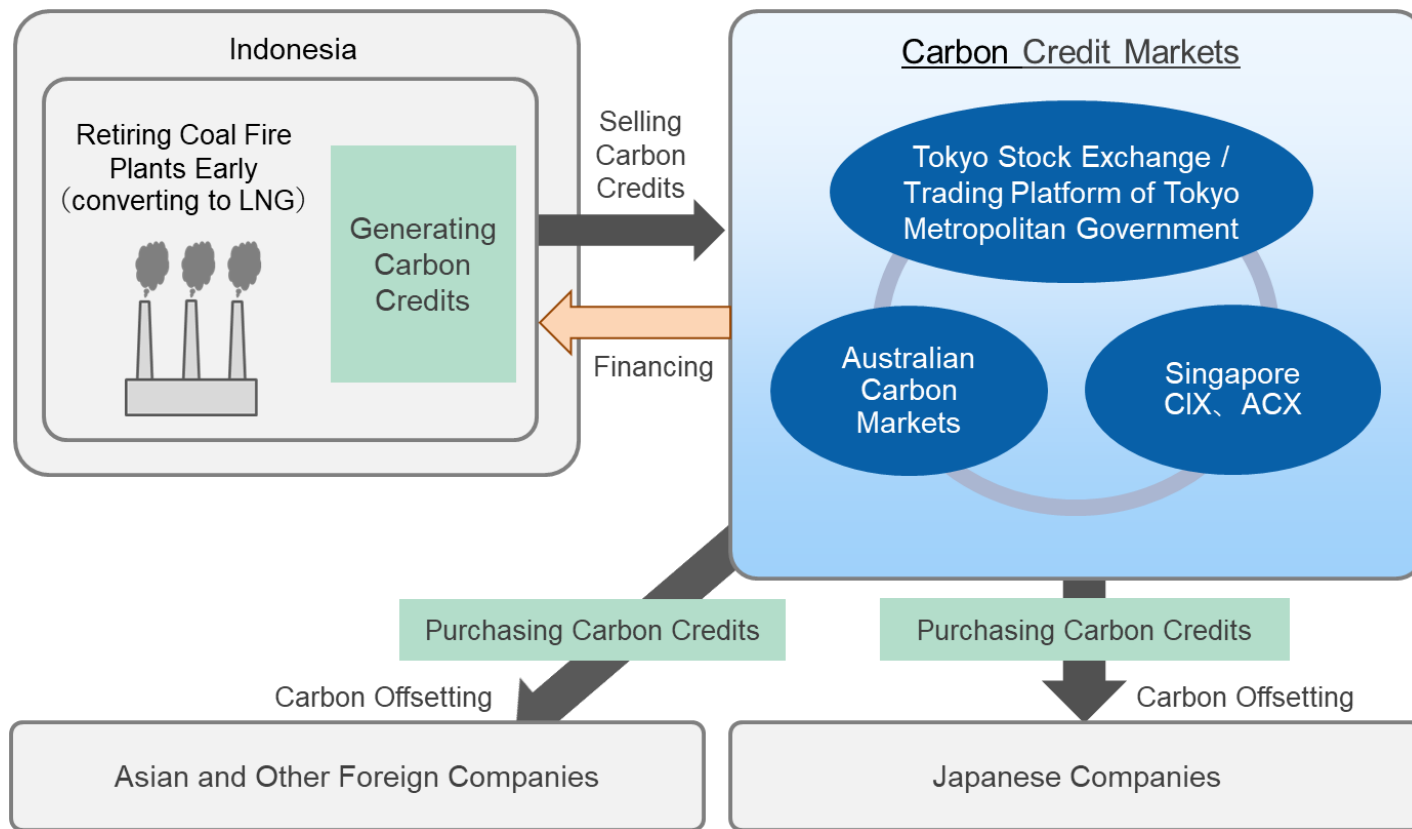 Indonesia
Retiring Coal Fire
Plants Early
（converting to LNG）
Generating
Carbon
Credits
Selling
Carbon
Credits
Financing
Carbon Credit Markets
Tokyo Stock Exchange /
Trading Platform of Tokyo
Metropolitan Government
Australian
Carbon
Markets
Singapore
CIX、ACX
Purchasing Carbon Credits
Purchasing Carbon Credits
Carbon Offsetting
Carbon Offsetting
Asian and Other Foreign Companies
Japanese Companies